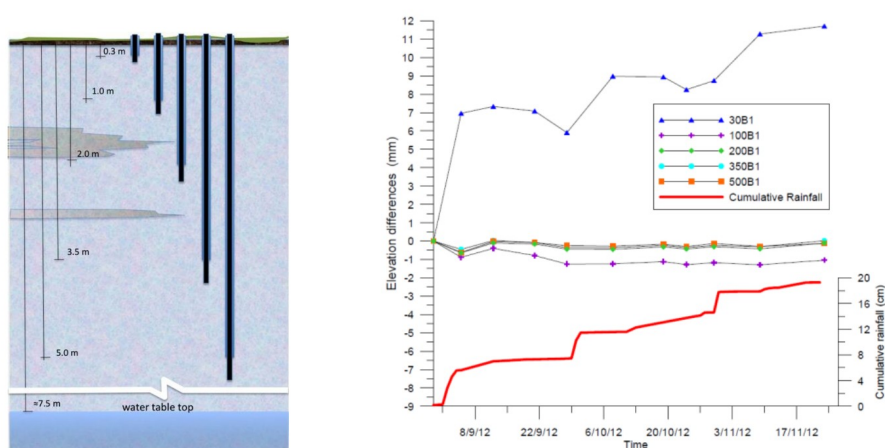 0.3 m
1.0 m
2.0 m
3.5 m
5.0 m
≈7.5 m
water table top
Elevation differences (mm)
12
11
10
9
8
7
6
5
4
3
2
1
0
-1
-2
-3
-4
-5
-6
-7
-8
-9
30B1
100B1
200B1
350B1
500B1
Cumulative Rainfall
20
16
12
8
4
0
Cumulative rainfall (cm)
8/9/12 22/9/12 6/10/12 20/10/12 3/11/12 17/11/12
Time